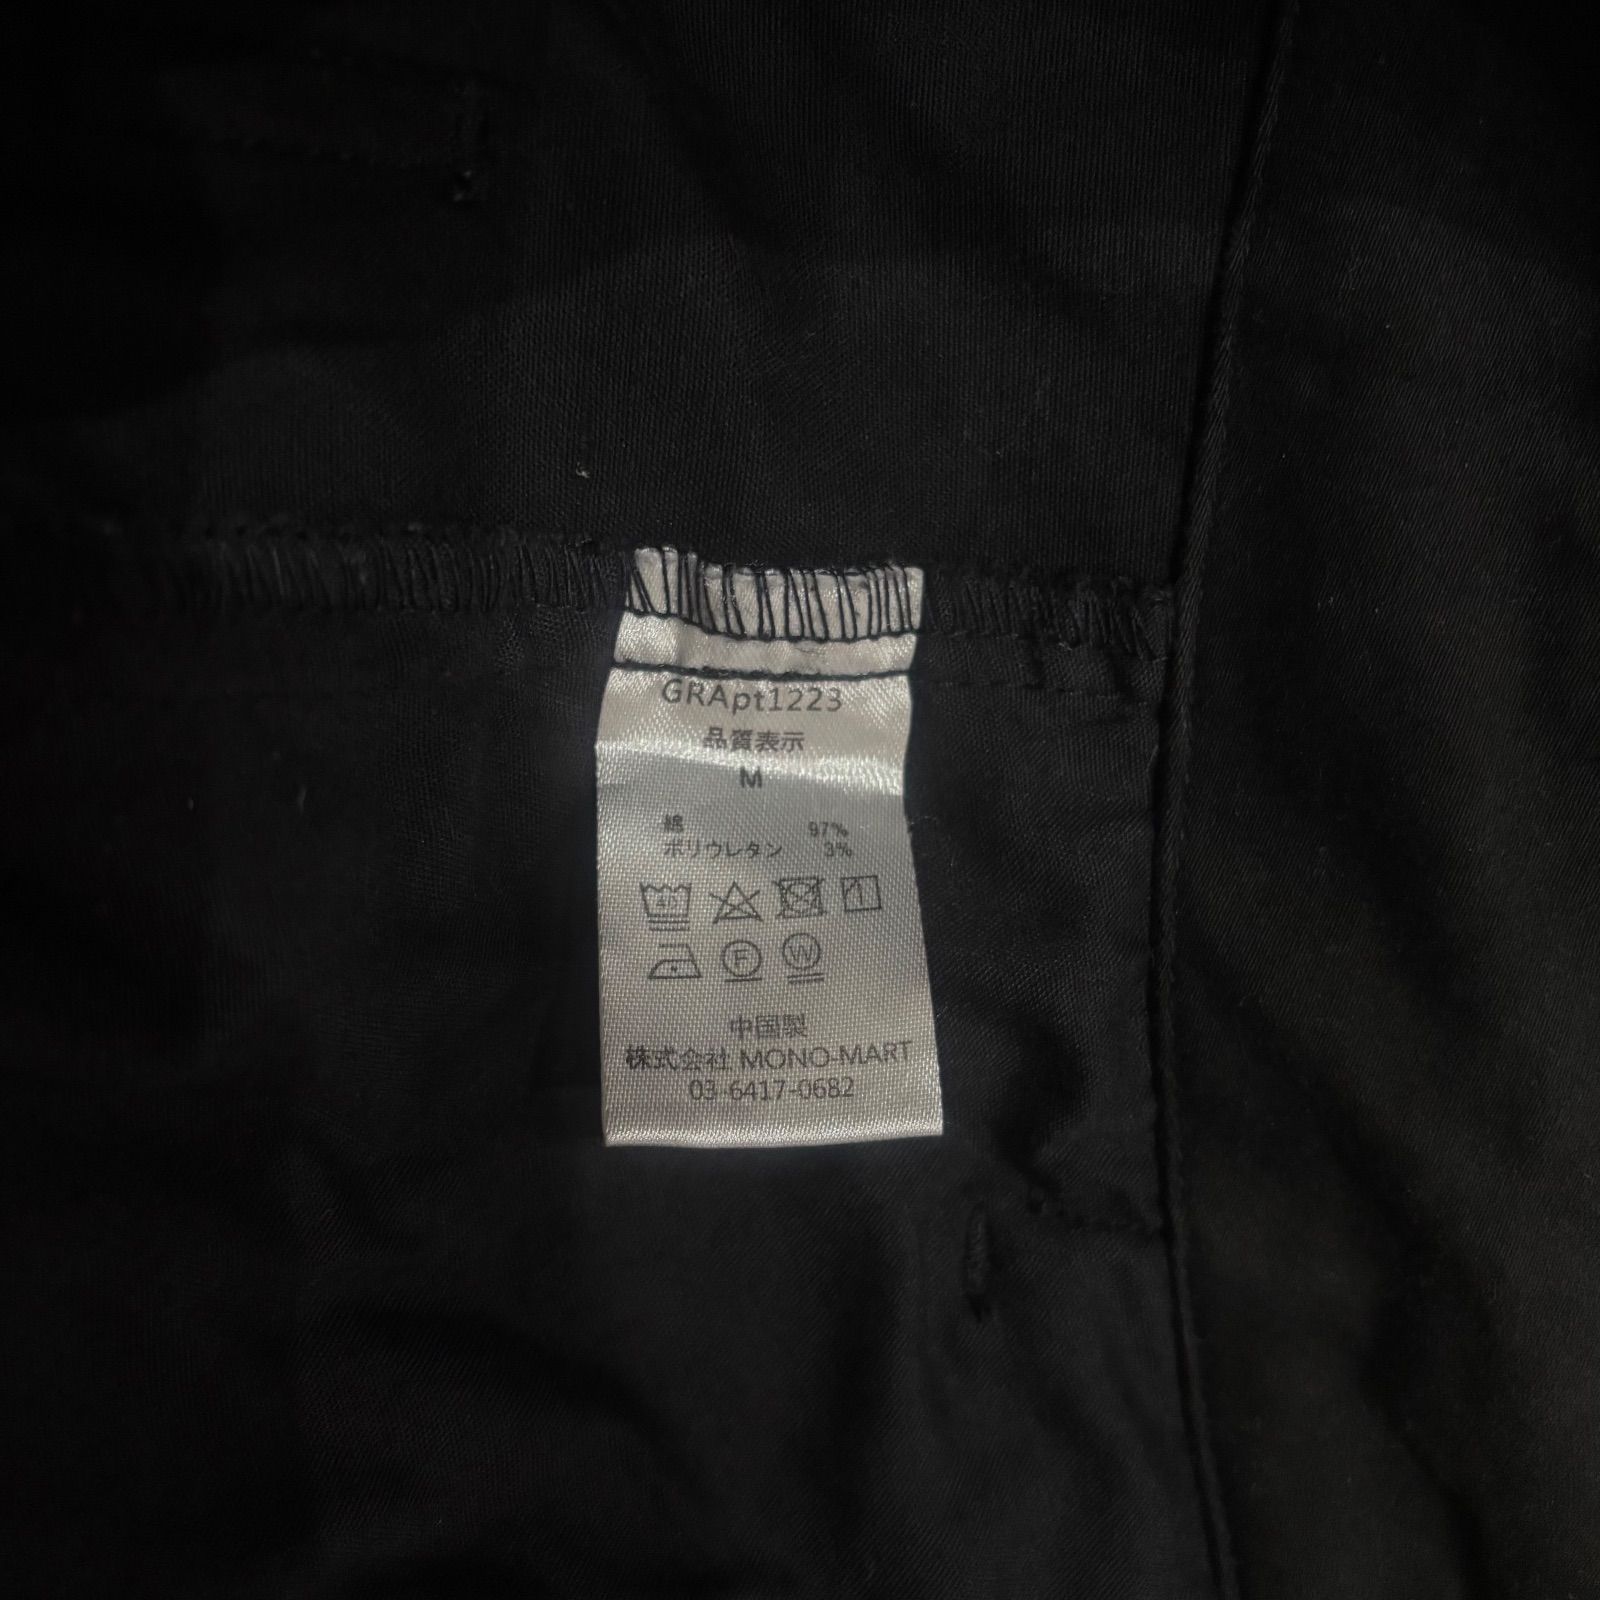 GRApt1223
品質表示
M
綿 97%
ポリウレタン 3%
40
F W
中国製
株式会社 MONO-MART
03-6417-0682